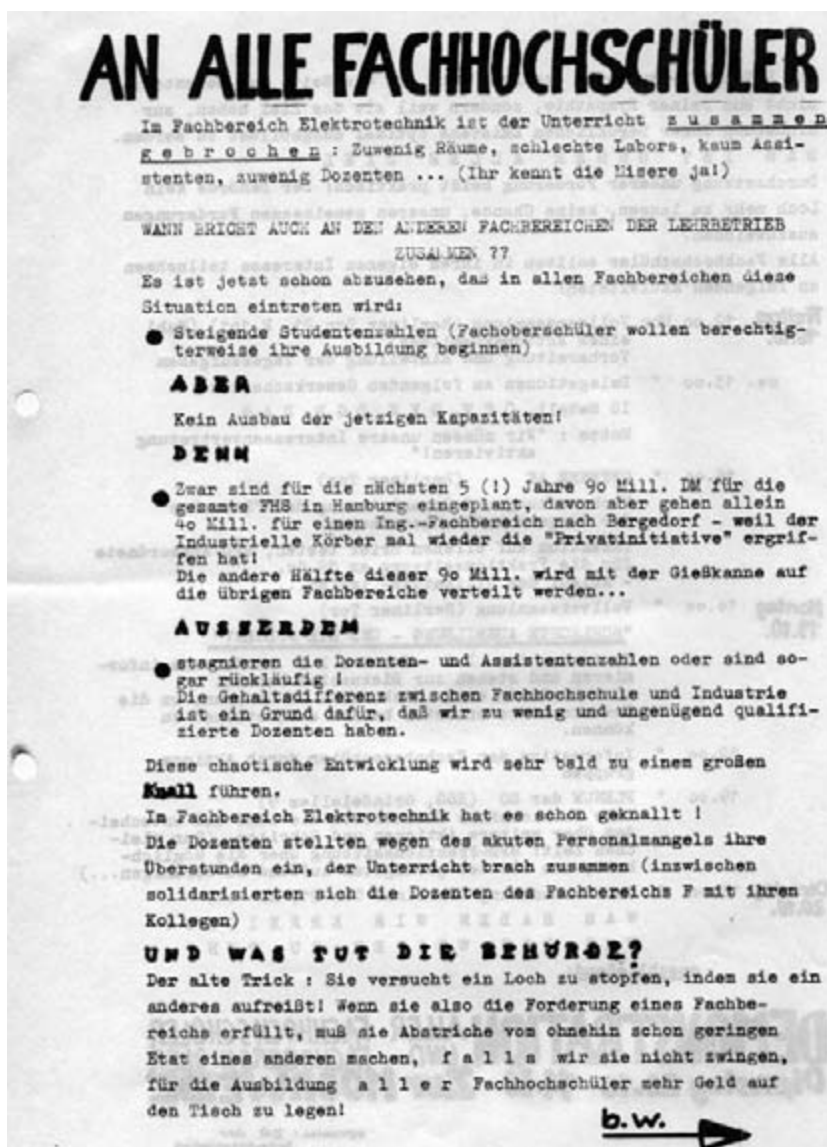 AN ALLE FACHHOCHSCHÜLER
Im Fachbereich Elektrotechnik ist der Unterricht z u s a m m e n
g e b r o c h e n : Zuwenig Räume, schlechte Labors, kaum Assi-
stenten, zuwenig Dozenten ... (Ihr kennt die Misere ja!)
WANN BRICHT AUCH AN DEN ANDEREN FACHBEREICHEN DER LEHRBETRIEB
ZUSAMMEN ??
Es ist jetzt schon abzusehen, daß in allen Fachbereichen diese
Situation eintreten wird:
● Steigende Studentenzahlen (Fachoberschüler wollen berechtig-
terweise ihre Ausbildung beginnen)
ABER
Kein Ausbau der jetzigen Kapazitäten!
DENN
● Zwar sind für die nächsten 5 (!) Jahre 9o Mill. DM für die
gesamte FHS in Hamburg eingeplant, davon aber gehen allein
4o Mill. für einen Ing.-Fachbereich nach Bergedorf - weil der
Industrielle Körber mal wieder die "Privatinitiative" ergrif-
fen hat!
Die andere Hälfte dieser 9o Mill. wird mit der Gießkanne auf
die übrigen Fachbereiche verteilt werden...
AUSSERDEM
● stagnieren die Dozenten- und Assistentenzahlen oder sind so-
gar rückläufig !
Die Gehaltsdifferenz zwischen Fachhochschule und Industrie
ist ein Grund dafür, daß wir zu wenig und ungenügend qualifi-
zierte Dozenten haben.
Diese chaotische Entwicklung wird sehr bald zu einem großen
Knall führen.
Im Fachbereich Elektrotechnik hat es schon geknallt !
Die Dozenten stellten wegen des akuten Personalmangels ihre
Überstunden ein, der Unterricht brach zusammen (inzwischen
solidarisierten sich die Dozenten des Fachbereichs F mit ihren
Kollegen)
UND WAS TUT DIE BEHÖRDE?
Der alte Trick : Sie versucht ein Loch zu stopfen, indem sie ein
anderes aufreißt! Wenn sie also die Forderung eines Fachbe-
reichs erfüllt, muß sie Abstriche vom ohnehin schon geringen
Etat eines anderen machen, f a l l s wir sie nicht zwingen,
für die Ausbildung a l l e r Fachhochschüler mehr Geld auf
den Tisch zu legen!
b.w.